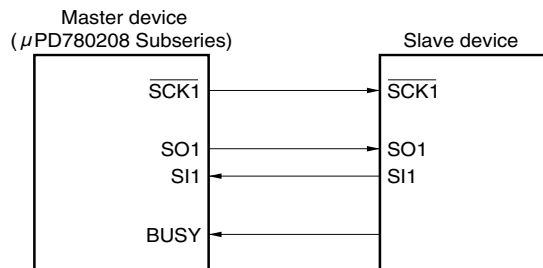 Master device
(μPD780208 Subseries)
Slave device
SCK1
SCK1
SO1
SO1
SI1
SI1
BUSY